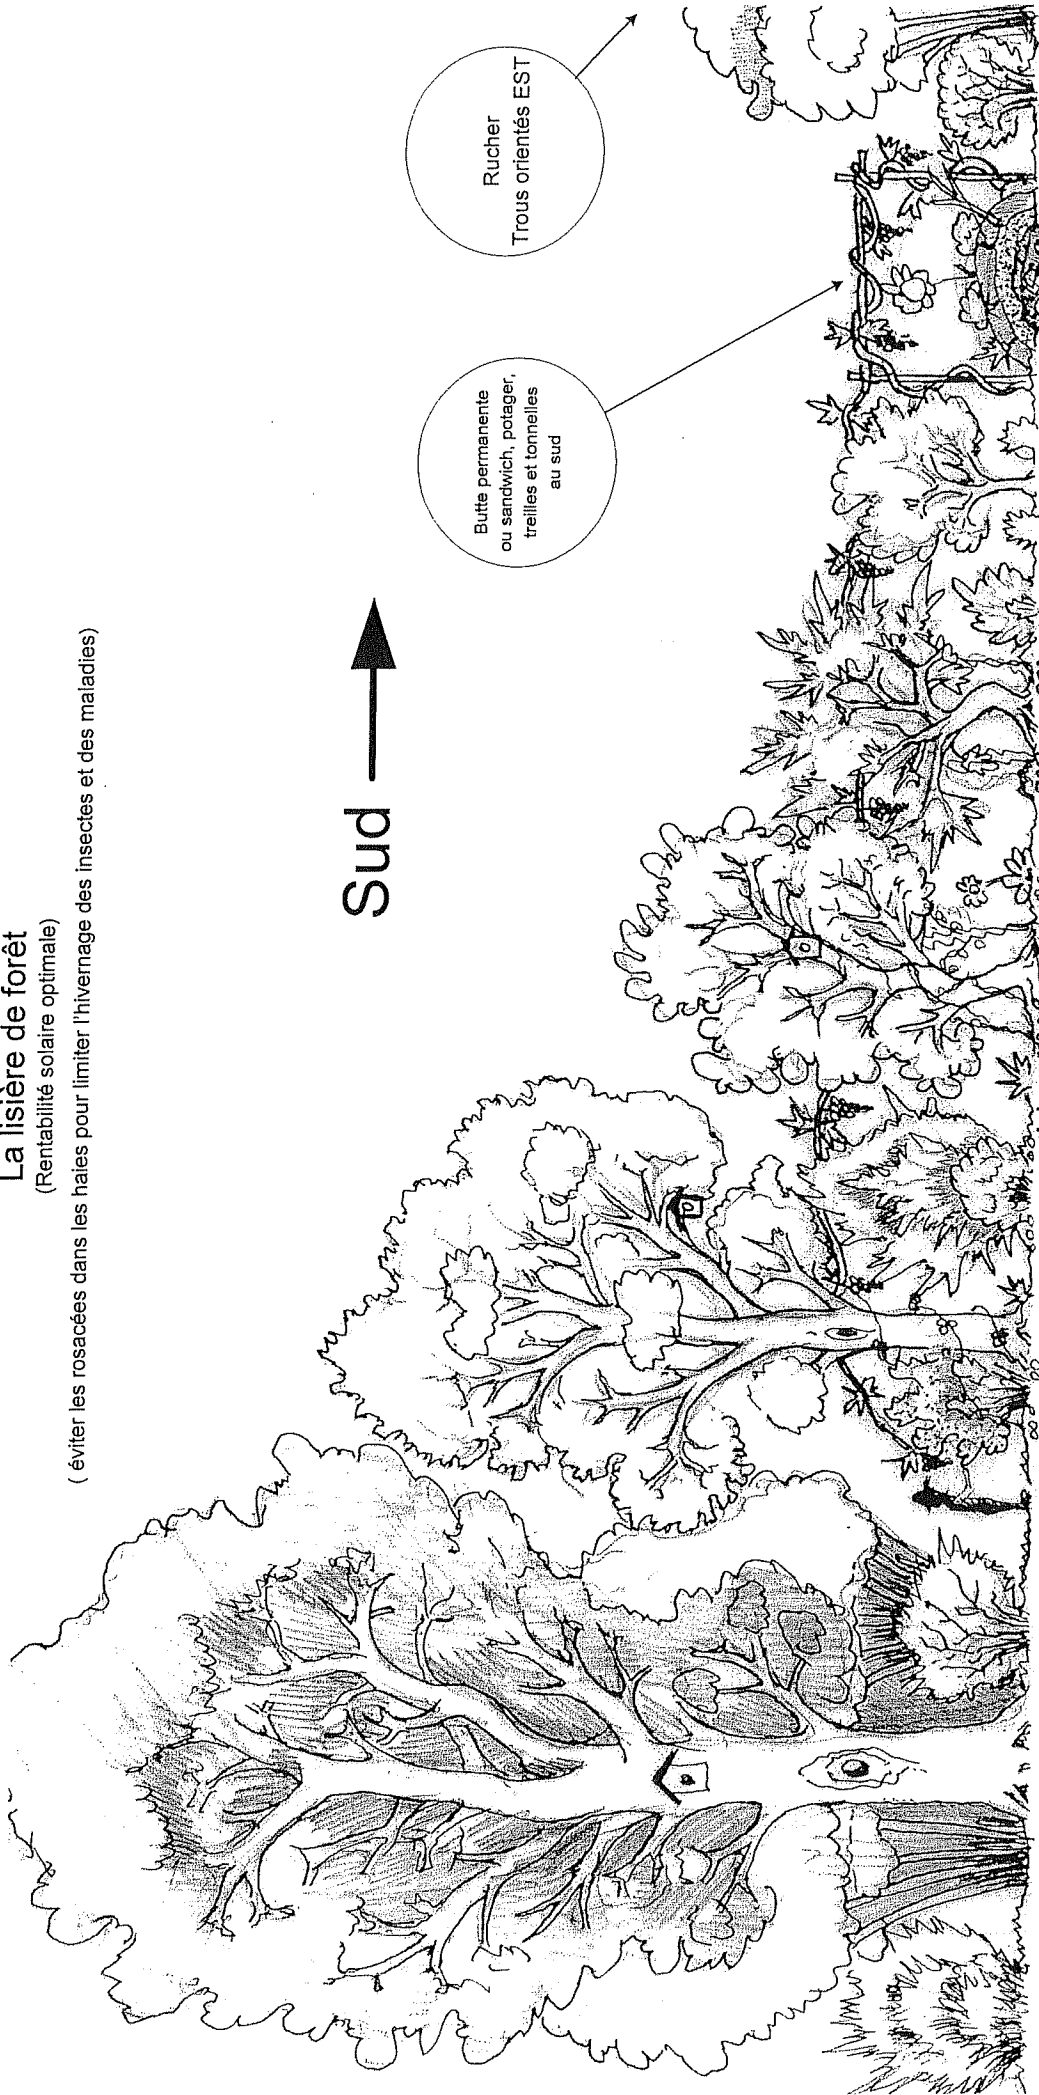 La lisière de forêt
(Rentabilité solaire optimale)
( éviter les rosacées dans les haies pour limiter l'hivernage des insectes et des maladies)
Sud
Butte permanente
ou sandwich, potager,
treilles et tonnelles
au sud
Rucher
Trous orientés EST